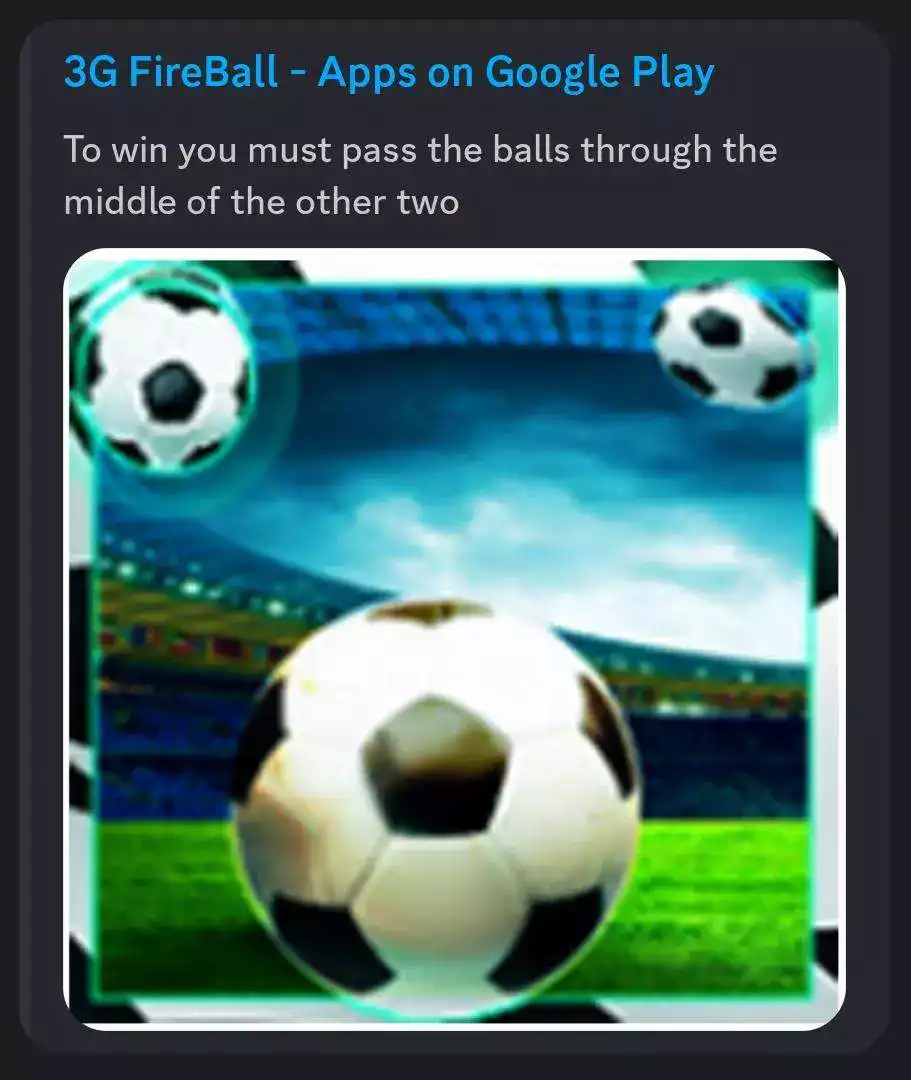 3G FireBall - Apps on Google Play
To win you must pass the balls through the
middle of the other two